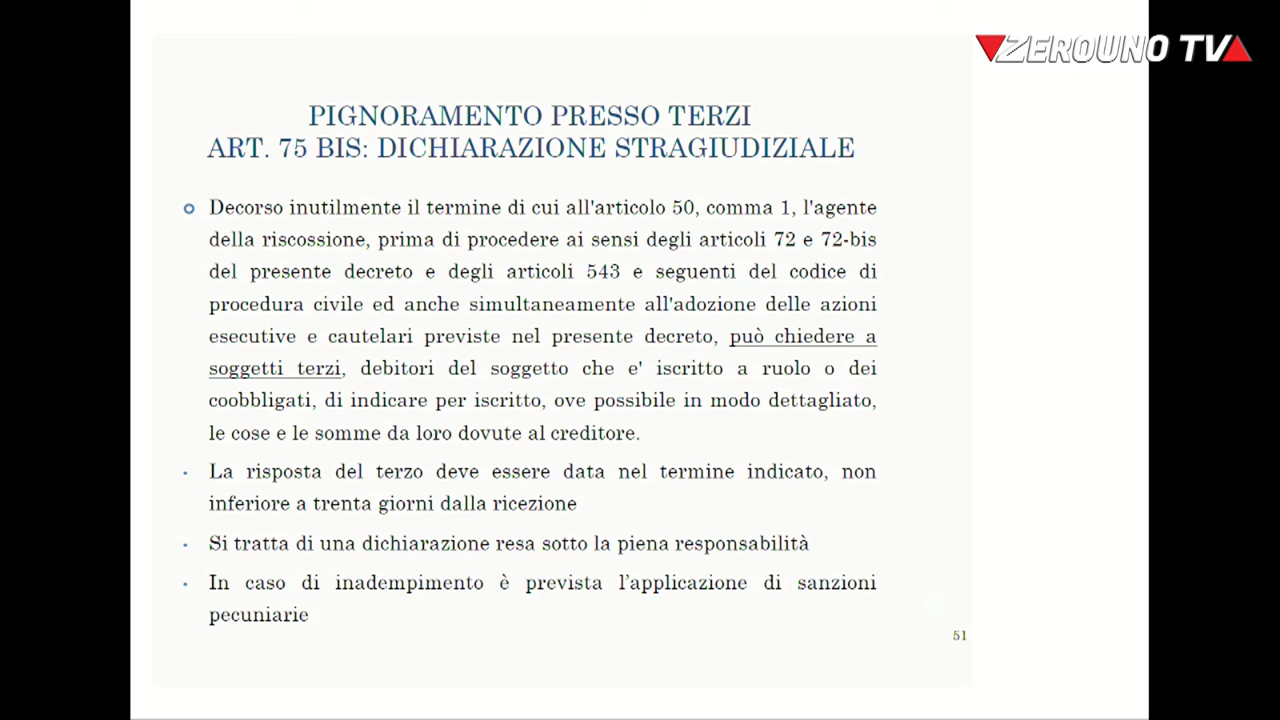 ZEROUNO TV
PIGNORAMENTO PRESSO TERZI
ART. 75 BIS: DICHIARAZIONE STRAGIUDIZIALE
Decorso inutilmente il termine di cui all'articolo 50, comma 1, l'agente
della riscossione, prima di procedere ai sensi degli articoli 72 e 72-bis
del presente decreto e degli articoli 543 e seguenti del codice di
procedura civile ed anche simultaneamente all'adozione delle azioni
esecutive e cautelari previste nel presente decreto, può chiedere a
soggetti terzi, debitori del soggetto che e' iscritto a ruolo o dei
coobbligati, di indicare per iscritto, ove possibile in modo dettagliato,
le cose e le somme da loro dovute al creditore.
La risposta del terzo deve essere data nel termine indicato, non
inferiore a trenta giorni dalla ricezione
Si tratta di una dichiarazione resa sotto la piena responsabilità
In caso di inadempimento è prevista l’applicazione di sanzioni
pecuniarie
51